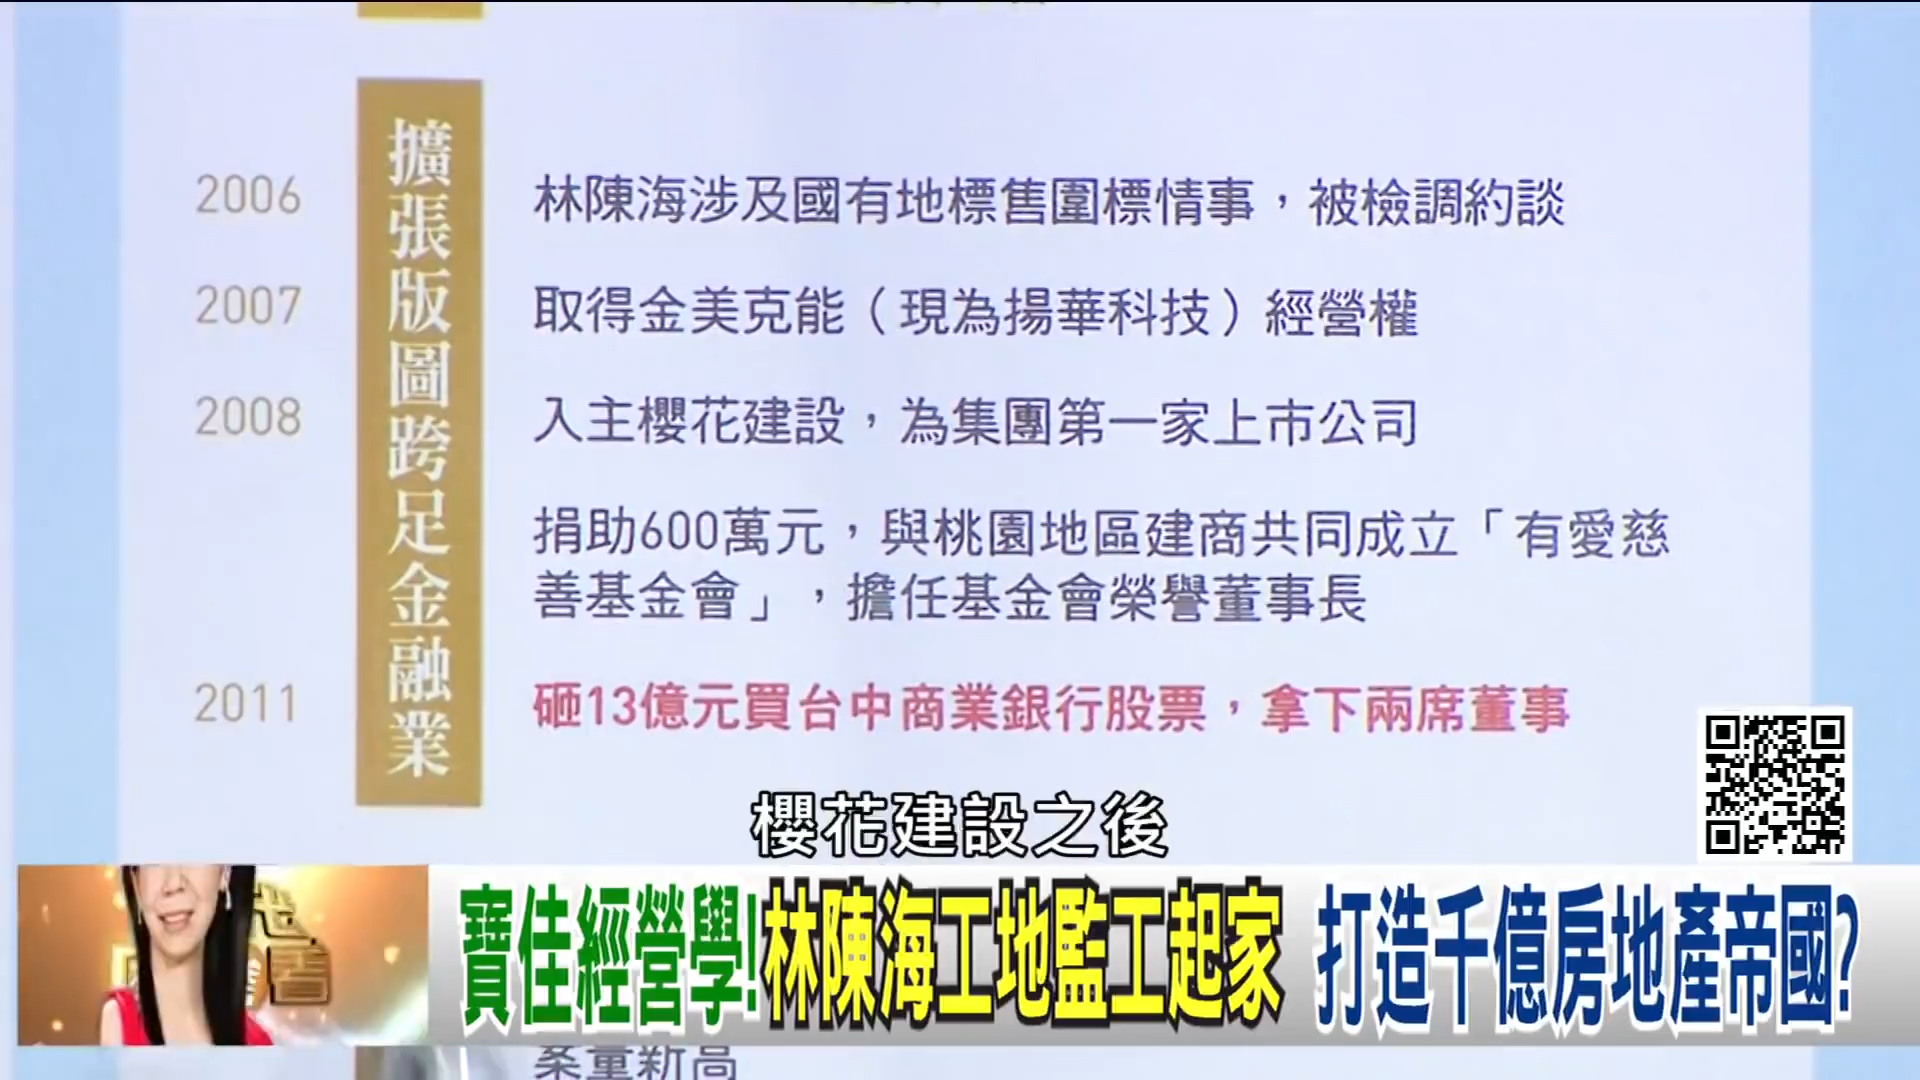 擴張版圖跨足金融業
2006
林陳海涉及國有地標售圍標情事，被檢調約談
2007
取得金美克能（現為揚華科技）經營權
2008
入主櫻花建設，為集團第一家上市公司
捐助600萬元，與桃園地區建商共同成立「有愛慈
善基金會」，擔任基金會榮譽董事長
2011
砸13億元買台中商業銀行股票，拿下兩席董事
櫻花建設之後
寶佳經營學!林陳海工地監工起家 打造千億房地產帝國?